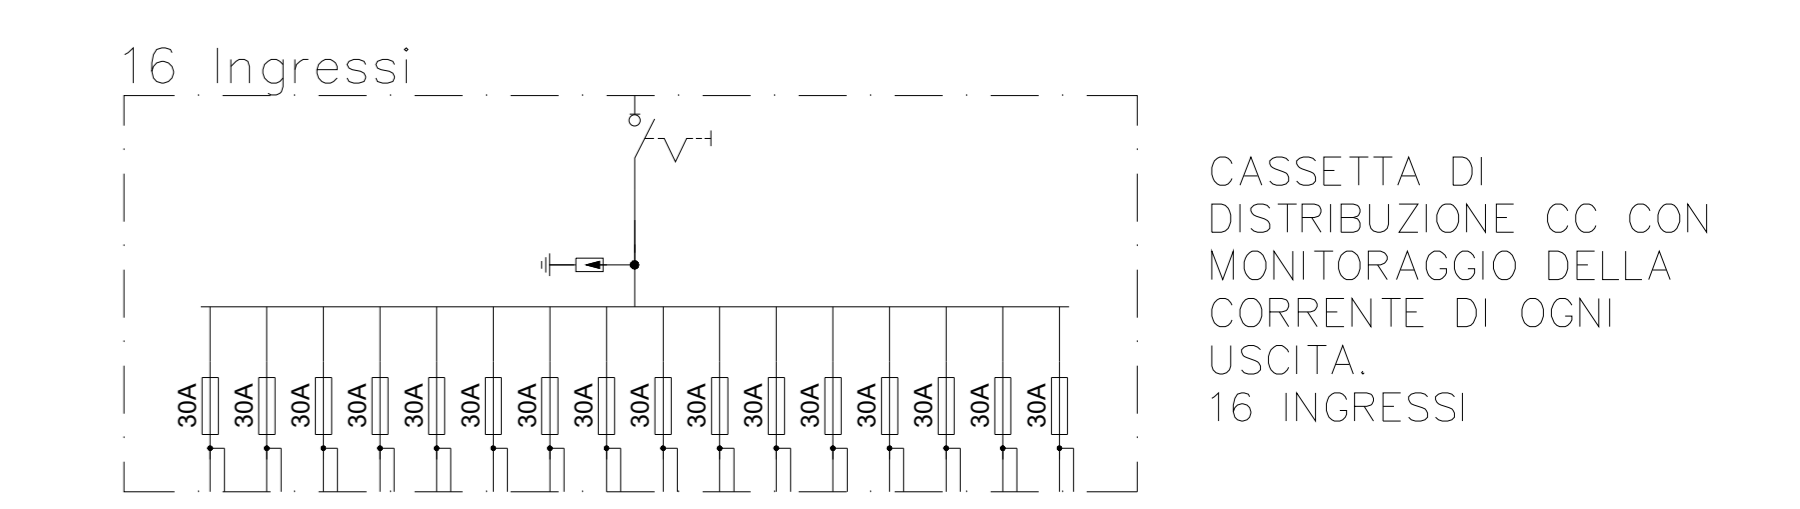 16 Ingressi
CASSETTA DI
DISTRIBUZIONE CC CON
MONITORAGGIO DELLA
CORRENTE DI OGNI
USCITA.
16 INGRESSI
30A 30A 30A 30A 30A 30A 30A 30A 30A 30A 30A 30A 30A 30A 30A 30A